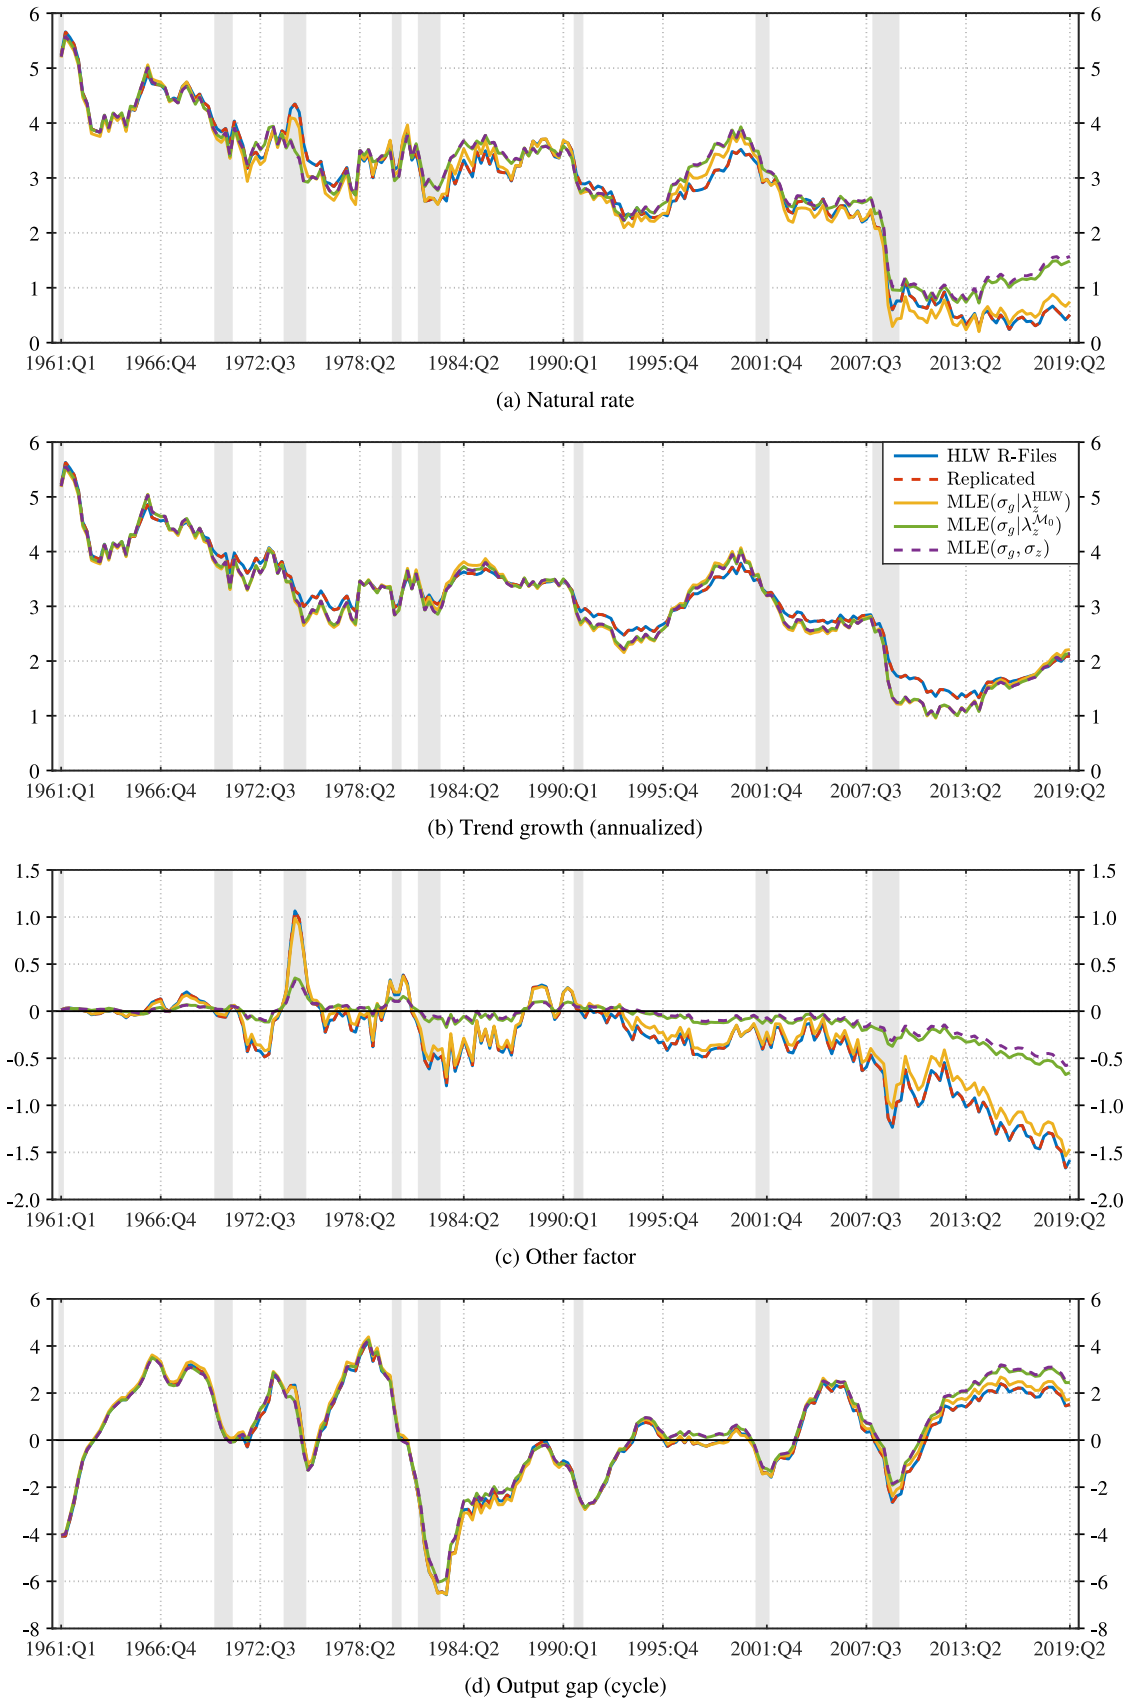 6 6
5 5
4 4
3 3
2 2
1 1
0 0
1961:Q1 1966:Q4 1972:Q3 1978:Q2 1984:Q2 1990:Q1 1995:Q4 2001:Q4 2007:Q3 2013:Q2 2019:Q2
(a) Natural rate
6 6
HLW R-Files
Replicated
5 5
MLE(σg|λz^HLW)
MLE(σg|λz^M0)
MLE(σg, σz)
4 4
3 3
2 2
1 1
0 0
1961:Q1 1966:Q4 1972:Q3 1978:Q2 1984:Q2 1990:Q1 1995:Q4 2001:Q4 2007:Q3 2013:Q2 2019:Q2
(b) Trend growth (annualized)
1.5 1.5
1.0 1.0
0.5 0.5
0 0
-0.5 -0.5
-1.0 -1.0
-1.5 -1.5
-2.0 -2.0
1961:Q1 1966:Q4 1972:Q3 1978:Q2 1984:Q2 1990:Q1 1995:Q4 2001:Q4 2007:Q3 2013:Q2 2019:Q2
(c) Other factor
6 6
4 4
2 2
0 0
-2 -2
-4 -4
-6 -6
-8 -8
1961:Q1 1966:Q4 1972:Q3 1978:Q2 1984:Q2 1990:Q1 1995:Q4 2001:Q4 2007:Q3 2013:Q2 2019:Q2
(d) Output gap (cycle)